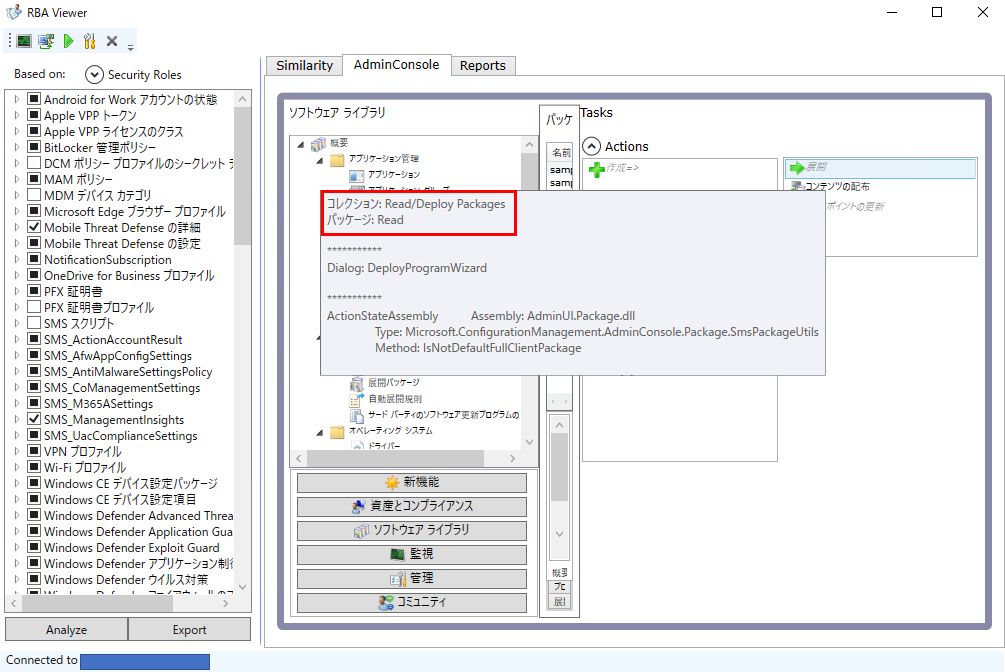 RBA Viewer
Based on:
Security Roles
Android for Work アカウントの状態
Apple VPP トークン
Apple VPP ライセンスのクラス
BitLocker 管理ポリシー
DCM ポリシー プロファイルのシークレット
MAM ポリシー
MDM デバイス カテゴリ
Microsoft Edge ブラウザー プロファイル
Mobile Threat Defense の詳細
Mobile Threat Defense の設定
NotificationSubscription
OneDrive for Business プロファイル
PFX 証明書
PFX 証明書プロファイル
SMS スクリプト
SMS_ActionAccountResult
SMS_AfwAppConfigSettings
SMS_AntiMalwareSettingsPolicy
SMS_CoManagementSettings
SMS_M365ASettings
SMS_ManagementInsights
SMS_UacComplianceSettings
VPN プロファイル
Wi-Fi プロファイル
Windows CE デバイス設定パッケージ
Windows CE デバイス設定項目
Windows Defender Advanced Threa
Windows Defender Application Gua
Windows Defender Exploit Guard
Windows Defender アプリケーション制御
Windows Defender ウイルス対策
Analyze
Export
Connected to
Similarity
AdminConsole
Reports
ソフトウェア ライブラリ
概要
アプリケーション管理
アプリケーション
アプリケーション グループ
展開パッケージ
自動展開規則
サード パーティのソフトウェア更新プログラムの
オペレーティング システム
ドライバー
新機能
資産とコンプライアンス
ソフトウェア ライブラリ
監視
管理
コミュニティ
パッケ
名前
samp
samp
概要
プロ
展開
Tasks
Actions
作成=>
展開
コンテンツの配布
ポイントの更新
コレクション: Read/Deploy Packages
パッケージ: Read
***********
Dialog: DeployProgramWizard
***********
ActionStateAssembly Assembly: AdminUI.Package.dll
Type: Microsoft.ConfigurationManagement.AdminConsole.Package.SmsPackageUtils
Method: IsNotDefaultFullClientPackage